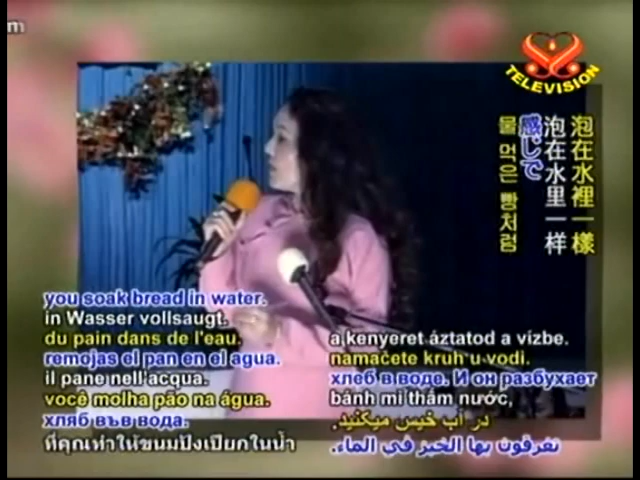 m
TELEVISION
泡在水裡一樣
泡在水里一样
感じで
물 먹은 빵처럼
you soak bread in water.
in Wasser vollsaugt.
du pain dans de l'eau.
remojas el pan en el agua.
il pane nell'acqua.
você molha pão na água.
хляб във вода.
ที่คุณทำให้ขนมปังเปียกในน้ำ
a kenyeret áztatod a vízbe.
namačete kruh u vodi.
хлеб в воде. И он разбухает
bánh mì thấm nước,
در آب خیس میکنید.
تغرقون بها الخبز في الماء.